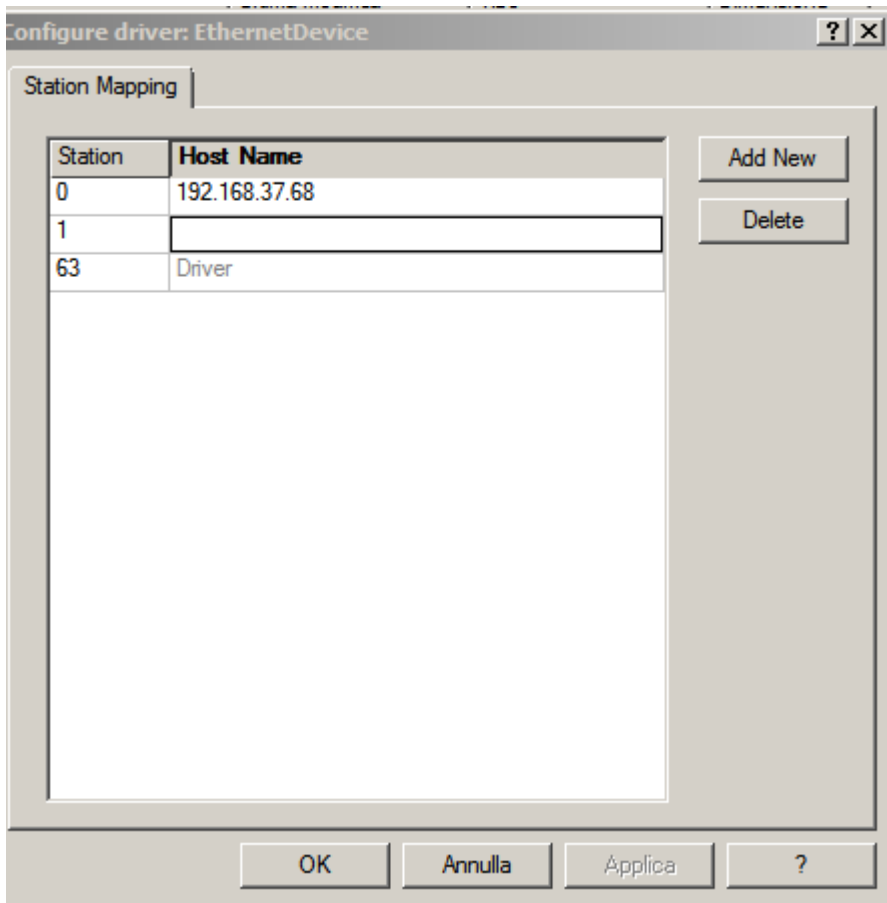 Configure driver: EthernetDevice
Station Mapping
Station Host Name
0 192.168.37.68
1
63 Driver
Add New
Delete
OK Annulla Applica ?